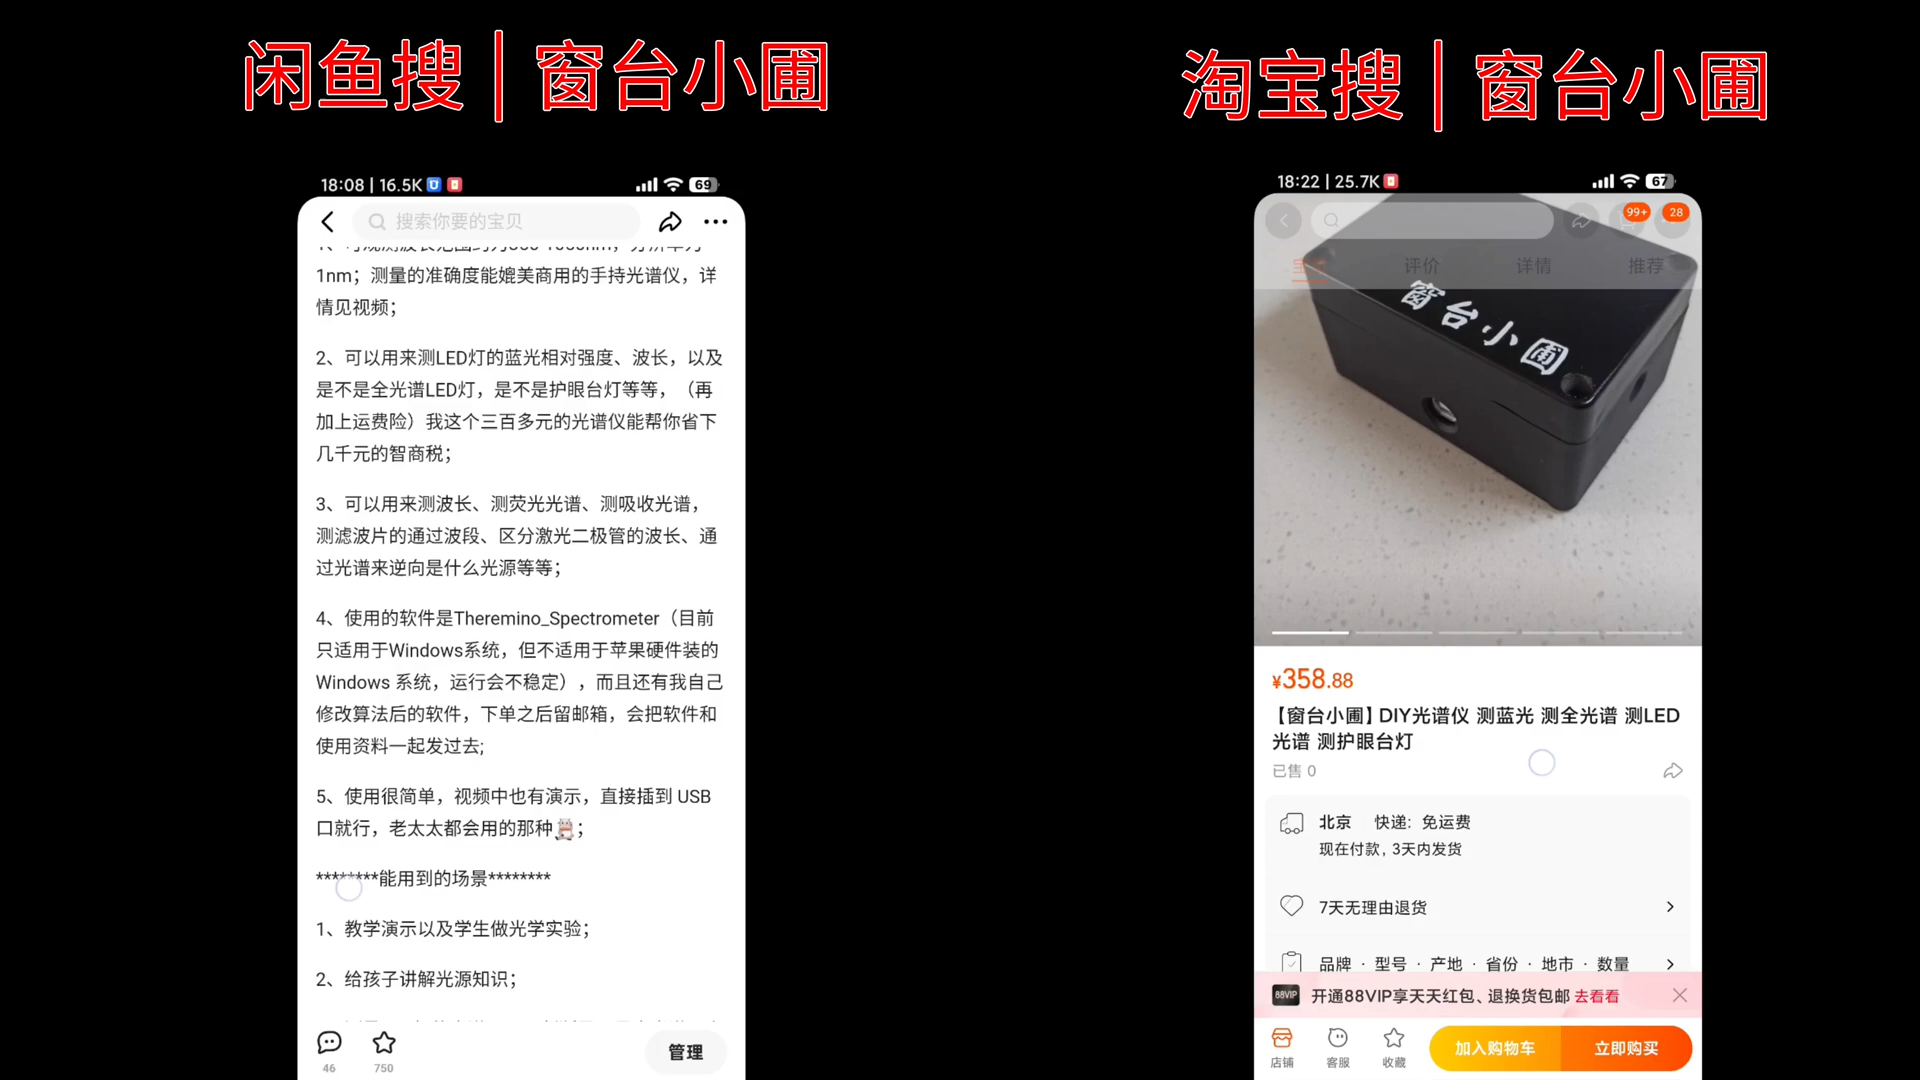 闲鱼搜 | 窗台小圃
淘宝搜 | 窗台小圃
18:08 | 16.5K
69
搜索你要的宝贝
1nm；测量的准确度能媲美商用的手持光谱仪，详
情见视频；
2、可以用来测LED灯的蓝光相对强度、波长，以及
是不是全光谱LED灯，是不是护眼台灯等等，（再
加上运费险）我这个三百多元的光谱仪能帮你省下
几千元的智商税；
3、可以用来测波长、测荧光光谱、测吸收光谱，
测滤波片的通过波段、区分激光二极管的波长、通
过光谱来逆向是什么光源等等；
4、使用的软件是Theremino_Spectrometer（目前
只适用于Windows系统，但不适用于苹果硬件装的
Windows 系统，运行会不稳定），而且还有我自己
修改算法后的软件，下单之后留邮箱，会把软件和
使用资料一起发过去;
5、使用很简单，视频中也有演示，直接插到 USB
口就行，老太太都会用的那种；
********能用到的场景********
1、教学演示以及学生做光学实验；
2、给孩子讲解光源知识；
46
750
管理
18:22 | 25.7K
67
99+
28
评价
详情
推荐
窗台小圃
¥358.88
【窗台小圃】DIY光谱仪 测蓝光 测全光谱 测LED
光谱 测护眼台灯
已售 0
北京 快递: 免运费
现在付款, 3天内发货
7天无理由退货
品牌 · 型号 · 产地 · 省份 · 地市 · 数量
88VIP 开通88VIP享天天红包、退换货包邮 去看看
店铺
客服
收藏
加入购物车
立即购买